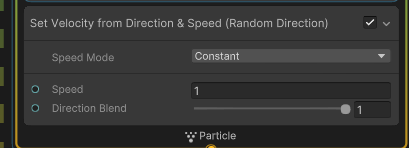 Set Velocity from Direction & Speed (Random Direction)
Speed Mode Constant
Speed 1
Direction Blend 1
Particle